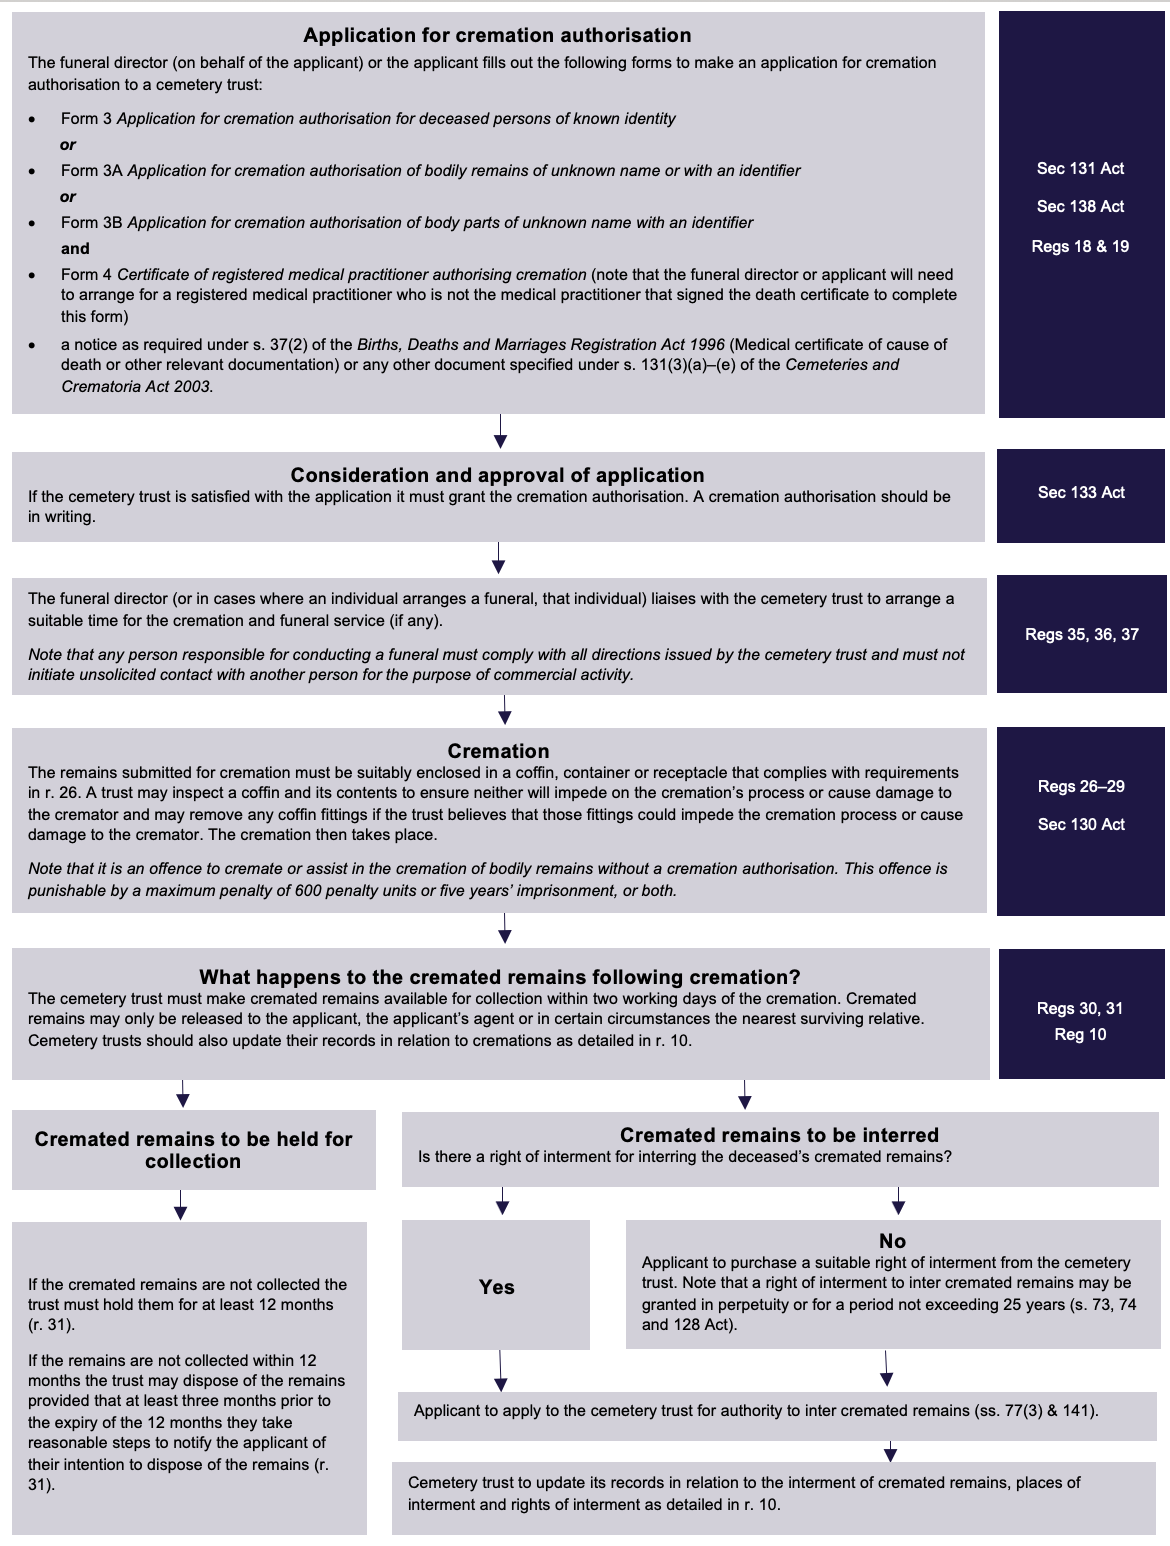 Application for cremation authorisation
The funeral director (on behalf of the applicant) or the applicant fills out the following forms to make an application for cremation
authorisation to a cemetery trust:
• Form 3 Application for cremation authorisation for deceased persons of known identity
or
• Form 3A Application for cremation authorisation of bodily remains of unknown name or with an identifier
or
• Form 3B Application for cremation authorisation of body parts of unknown name with an identifier
and
• Form 4 Certificate of registered medical practitioner authorising cremation (note that the funeral director or applicant will need
to arrange for a registered medical practitioner who is not the medical practitioner that signed the death certificate to complete
this form)
• a notice as required under s. 37(2) of the Births, Deaths and Marriages Registration Act 1996 (Medical certificate of cause of
death or other relevant documentation) or any other document specified under s. 131(3)(a)–(e) of the Cemeteries and
Crematoria Act 2003.
Sec 131 Act
Sec 138 Act
Regs 18 & 19
Consideration and approval of application
If the cemetery trust is satisfied with the application it must grant the cremation authorisation. A cremation authorisation should be
in writing.
Sec 133 Act
The funeral director (or in cases where an individual arranges a funeral, that individual) liaises with the cemetery trust to arrange a
suitable time for the cremation and funeral service (if any).
Note that any person responsible for conducting a funeral must comply with all directions issued by the cemetery trust and must not
initiate unsolicited contact with another person for the purpose of commercial activity.
Regs 35, 36, 37
Cremation
The remains submitted for cremation must be suitably enclosed in a coffin, container or receptacle that complies with requirements
in r. 26. A trust may inspect a coffin and its contents to ensure neither will impede on the cremation's process or cause damage to
the cremator and may remove any coffin fittings if the trust believes that those fittings could impede the cremation process or cause
damage to the cremator. The cremation then takes place.
Note that it is an offence to cremate or assist in the cremation of bodily remains without a cremation authorisation. This offence is
punishable by a maximum penalty of 600 penalty units or five years' imprisonment, or both.
Regs 26–29
Sec 130 Act
What happens to the cremated remains following cremation?
The cemetery trust must make cremated remains available for collection within two working days of the cremation. Cremated
remains may only be released to the applicant, the applicant's agent or in certain circumstances the nearest surviving relative.
Cemetery trusts should also update their records in relation to cremations as detailed in r. 10.
Regs 30, 31
Reg 10
Cremated remains to be held for
collection
If the cremated remains are not collected the
trust must hold them for at least 12 months
(r. 31).
If the remains are not collected within 12
months the trust may dispose of the remains
provided that at least three months prior to
the expiry of the 12 months they take
reasonable steps to notify the applicant of
their intention to dispose of the remains (r.
31).
Cremated remains to be interred
Is there a right of interment for interring the deceased's cremated remains?
Yes
No
Applicant to purchase a suitable right of interment from the cemetery
trust. Note that a right of interment to inter cremated remains may be
granted in perpetuity or for a period not exceeding 25 years (s. 73, 74
and 128 Act).
Applicant to apply to the cemetery trust for authority to inter cremated remains (ss. 77(3) & 141).
Cemetery trust to update its records in relation to the interment of cremated remains, places of
interment and rights of interment as detailed in r. 10.